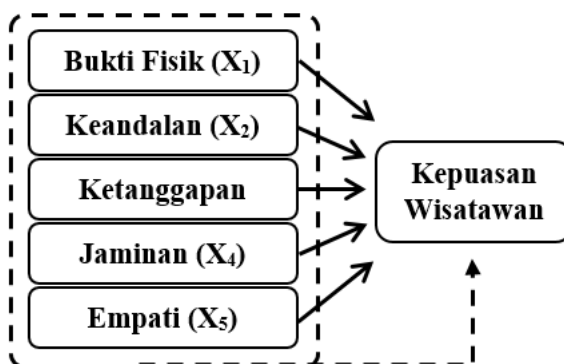 Bukti Fisik (X₁)
Keandalan (X₂)
Ketanggapan
Jaminan (X₄)
Empati (X₅)
Kepuasan
Wisatawan